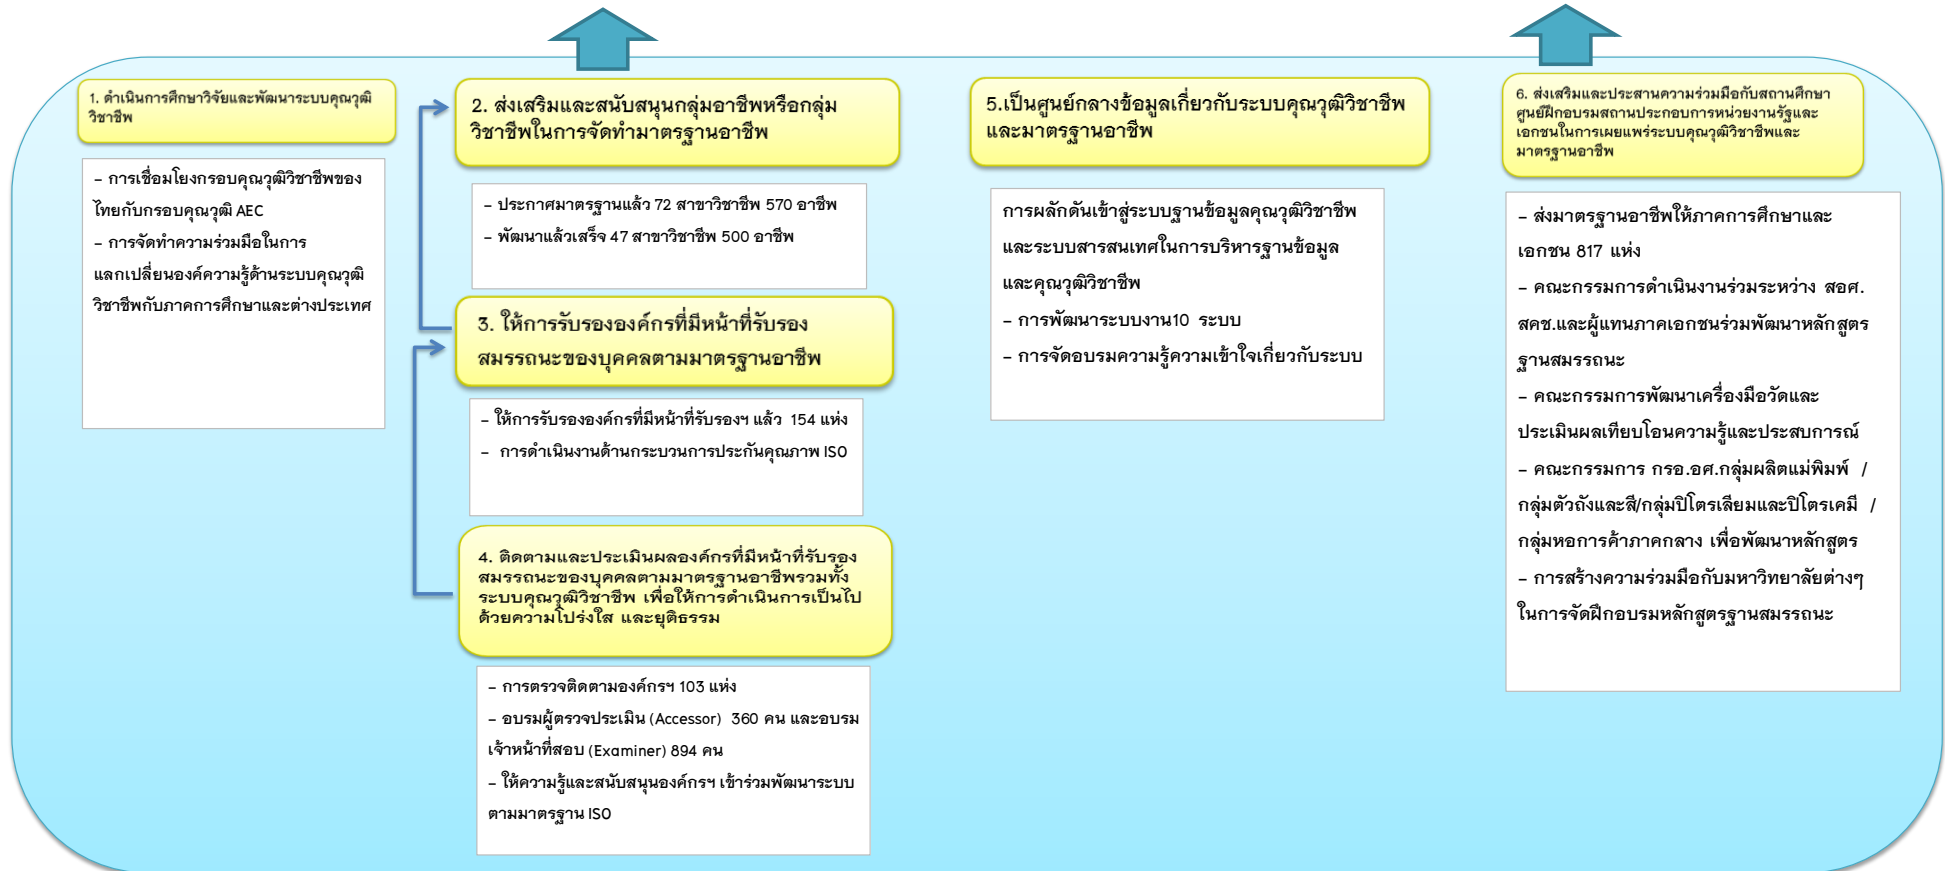 1. ดำเนินการศึกษาวิจัยและพัฒนาระบบคุณวุฒิ
วิชาชีพ
– การเชื่อมโยงกรอบคุณวุฒิวิชาชีพของ
ไทยกับกรอบคุณวุฒิ AEC
– การจัดทำความร่วมมือในการ
แลกเปลี่ยนองค์ความรู้ด้านระบบคุณวุฒิ
วิชาชีพกับภาคการศึกษาและต่างประเทศ
2. ส่งเสริมและสนับสนุนกลุ่มอาชีพหรือกลุ่ม
วิชาชีพในการจัดทำมาตรฐานอาชีพ
– ประกาศมาตรฐานแล้ว 72 สาขาวิชาชีพ 570 อาชีพ
– พัฒนาแล้วเสร็จ 47 สาขาวิชาชีพ 500 อาชีพ
3. ให้การรับรององค์กรที่มีหน้าที่รับรอง
สมรรถนะของบุคคลตามมาตรฐานอาชีพ
– ให้การรับรององค์กรที่มีหน้าที่รับรองฯ แล้ว 154 แห่ง
– การดำเนินงานด้านกระบวนการประกันคุณภาพ ISO
4. ติดตามและประเมินผลองค์กรที่มีหน้าที่รับรอง
สมรรถนะของบุคคลตามมาตรฐานอาชีพรวมทั้ง
ระบบคุณวุฒิวิชาชีพ เพื่อให้การดำเนินการเป็นไป
ด้วยความโปร่งใส และยุติธรรม
– การตรวจติดตามองค์กรฯ 103 แห่ง
– อบรมผู้ตรวจประเมิน (Accessor) 360 คน และอบรม
เจ้าหน้าที่สอบ (Examiner) 894 คน
– ให้ความรู้และสนับสนุนองค์กรฯ เข้าร่วมพัฒนาระบบ
ตามมาตรฐาน ISO
5.เป็นศูนย์กลางข้อมูลเกี่ยวกับระบบคุณวุฒิวิชาชีพ
และมาตรฐานอาชีพ
การผลักดันเข้าสู่ระบบฐานข้อมูลคุณวุฒิวิชาชีพ
และระบบสารสนเทศในการบริหารฐานข้อมูล
และคุณวุฒิวิชาชีพ
– การพัฒนาระบบงาน10 ระบบ
– การจัดอบรมความรู้ความเข้าใจเกี่ยวกับระบบ
6. ส่งเสริมและประสานความร่วมมือกับสถานศึกษา
ศูนย์ฝึกอบรมสถานประกอบการหน่วยงานรัฐและ
เอกชนในการเผยแพร่ระบบคุณวุฒิวิชาชีพและ
มาตรฐานอาชีพ
– ส่งมาตรฐานอาชีพให้ภาคการศึกษาและ
เอกชน 817 แห่ง
– คณะกรรมการดำเนินงานร่วมระหว่าง สอศ.
สคช.และผู้แทนภาคเอกชนร่วมพัฒนาหลักสูตร
ฐานสมรรถนะ
– คณะกรรมการพัฒนาเครื่องมือวัดและ
ประเมินผลเทียบโอนความรู้และประสบการณ์
– คณะกรรมการ กรอ.อศ.กลุ่มผลิตแม่พิมพ์ /
กลุ่มตัวถังและสี/กลุ่มปิโตรเลียมและปิโตรเคมี /
กลุ่มหอการค้าภาคกลาง เพื่อพัฒนาหลักสูตร
– การสร้างความร่วมมือกับมหาวิทยาลัยต่างๆ
ในการจัดฝึกอบรมหลักสูตรฐานสมรรถนะ